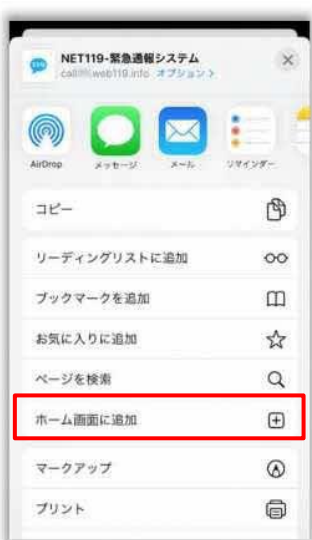 NET119-緊急通報システム
web119.info オプション >
AirDrop
メッセージ
メール
リマインダー
コピー
リーディングリストに追加
ブックマークを追加
お気に入りに追加
ページを検索
ホーム画面に追加
マークアップ
プリント